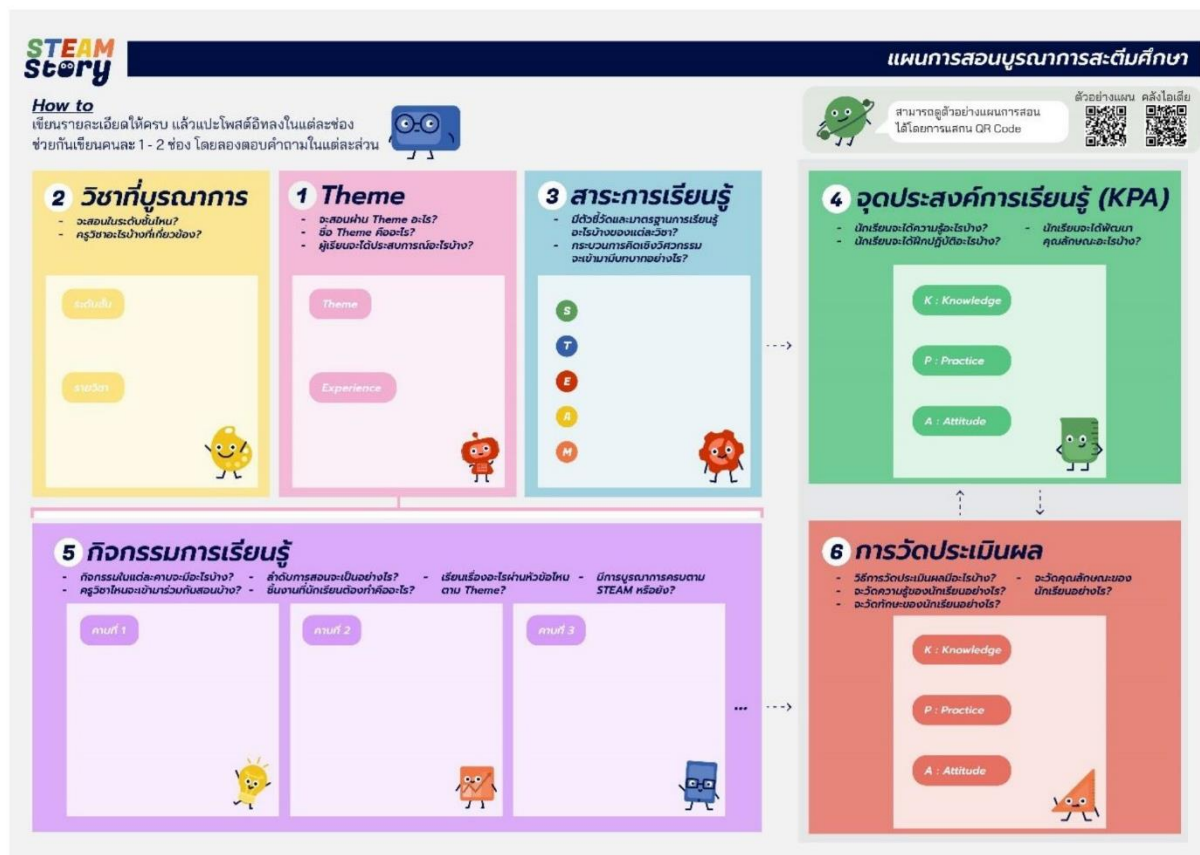 STEAM
Story
แผนการสอนบูรณาการสะตีมศึกษา
How to
เขียนรายละเอียดให้ครบ แล้วแปะโพสต์อิทลงในแต่ละช่อง
ช่วยกันเขียนคนละ 1 - 2 ช่อง โดยลองตอบคำถามในแต่ละส่วน
สามารถดูตัวอย่างแผนการสอน
ได้โดยการสแกน QR Code
ตัวอย่างแผน คลังไอเดีย
2 วิชาที่บูรณาการ
- จะสอนในระดับชั้นไหน?
- ครูวิชาอะไรบ้างที่เกี่ยวข้อง?
ระดับชั้น
รายวิชา
1 Theme
- จะสอนผ่าน Theme อะไร?
- ชื่อ Theme คืออะไร?
- ผู้เรียนจะได้ประสบการณ์อะไรบ้าง?
Theme
Experience
3 สาระการเรียนรู้
- มีตัวชี้วัดและมาตรฐานการเรียนรู้
อะไรบ้างของแต่ละวิชา?
- กระบวนการคิดเชิงวิศวกรรม
จะเข้ามามีบทบาทอย่างไร?
S
T
E
A
M
4 จุดประสงค์การเรียนรู้ (KPA)
- นักเรียนจะได้ความรู้อะไรบ้าง?
- นักเรียนจะได้ฝึกปฏิบัติอะไรบ้าง?
- นักเรียนจะได้พัฒนา
คุณลักษณะอะไรบ้าง?
K : Knowledge
P : Practice
A : Attitude
5 กิจกรรมการเรียนรู้
- กิจกรรมในแต่ละคาบจะมีอะไรบ้าง?
- ครูวิชาไหนจะเข้ามาร่วมกันสอนบ้าง?
- ลำดับการสอนจะเป็นอย่างไร?
- ชิ้นงานที่นักเรียนต้องทำคืออะไร?
- เรียนเรื่องอะไรผ่านหัวข้อไหน
ตาม Theme?
- มีการบูรณาการครบตาม
STEAM หรือยัง?
คาบที่ 1
คาบที่ 2
คาบที่ 3
...
6 การวัดประเมินผล
- วิธีการวัดประเมินผลมีอะไรบ้าง?
- จะวัดความรู้ของนักเรียนอย่างไร?
- จะวัดทักษะของนักเรียนอย่างไร?
- จะวัดคุณลักษณะของ
นักเรียนอย่างไร?
K : Knowledge
P : Practice
A : Attitude